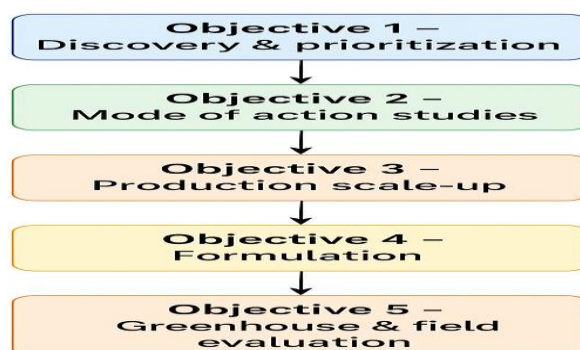 Objective 1 –
Discovery & prioritization
Objective 2 –
Mode of action studies
Objective 3 –
Production scale-up
Objective 4 –
Formulation
Objective 5 –
Greenhouse & field
evaluation